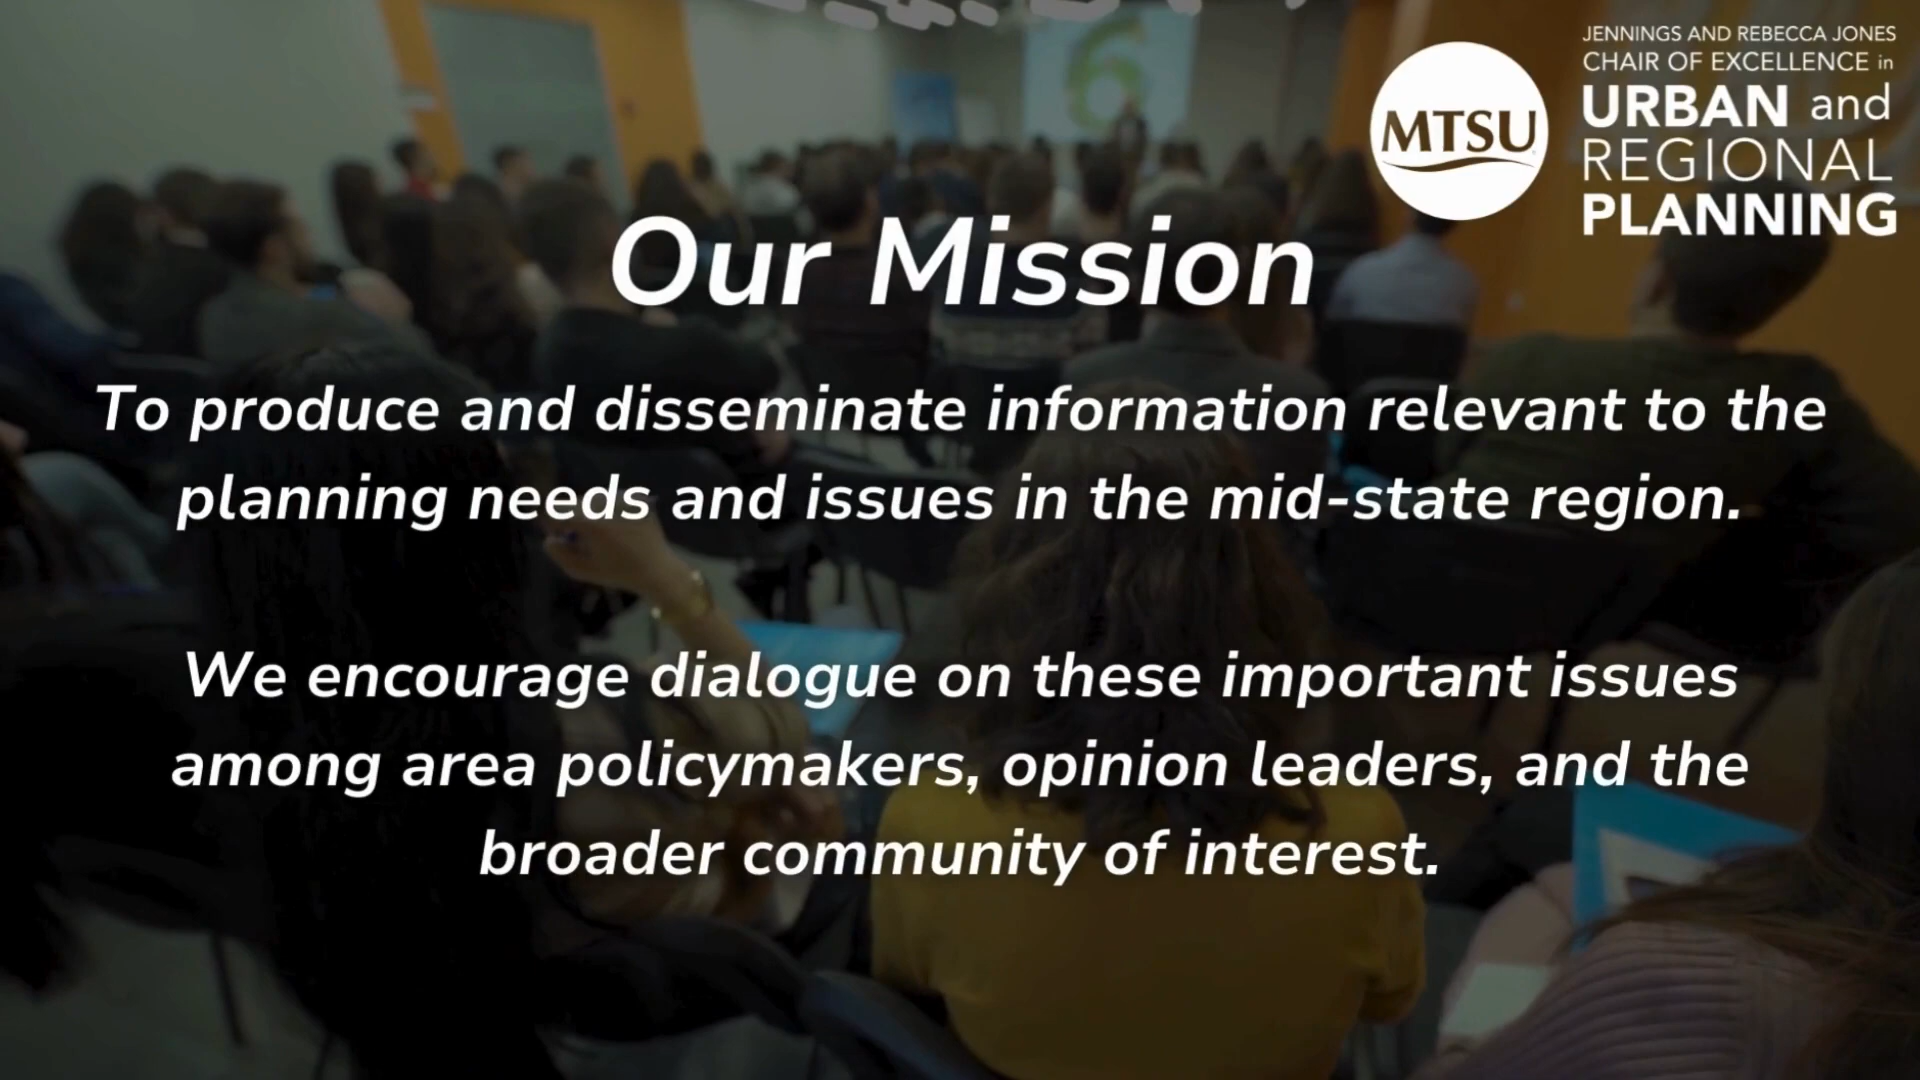 JENNINGS AND REBECCA JONES
CHAIR OF EXCELLENCE in
URBAN and
REGIONAL
PLANNING
MTSU
6
Our Mission
To produce and disseminate information relevant to the
planning needs and issues in the mid-state region.
We encourage dialogue on these important issues
among area policymakers, opinion leaders, and the
broader community of interest.